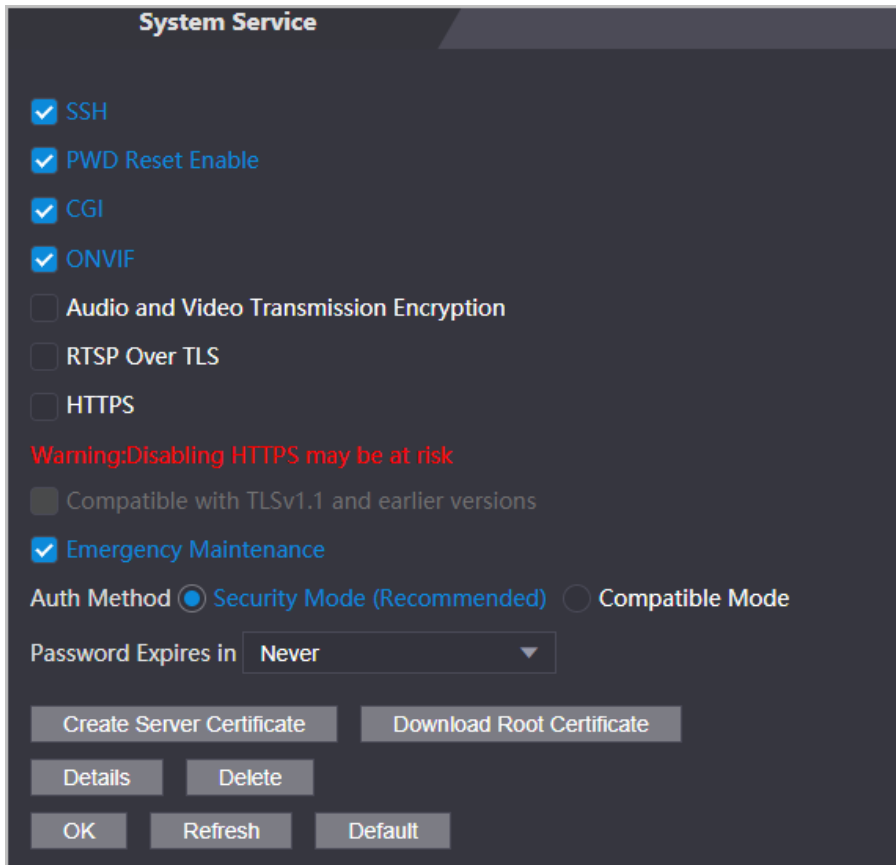 System Service
SSH
PWD Reset Enable
CGI
ONVIF
Audio and Video Transmission Encryption
RTSP Over TLS
HTTPS
Warning:Disabling HTTPS may be at risk
Compatible with TLSv1.1 and earlier versions
Emergency Maintenance
Auth Method Security Mode (Recommended) Compatible Mode
Password Expires in Never
Create Server Certificate Download Root Certificate
Details Delete
OK Refresh Default